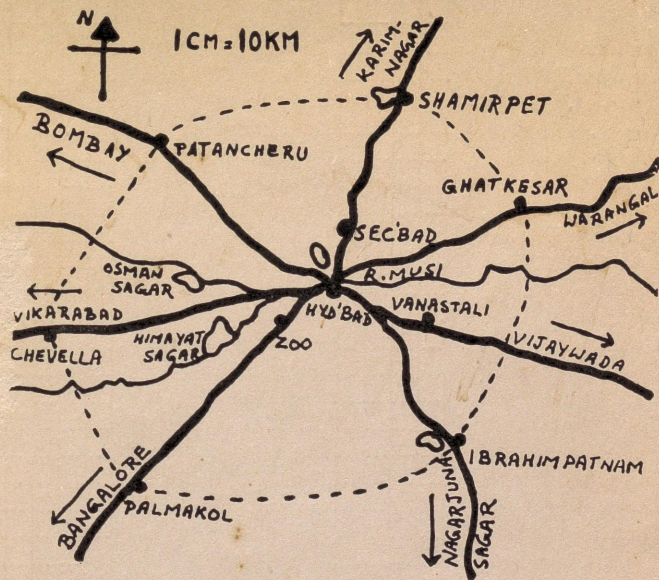 N
1CM=10KM
KARIM-
NAGAR
SHAMIRPET
BOMBAY
PATANCHERU
GHATKESAR
WARANGAL
SEC'BAD
R. MUSI
OSMAN
SAGAR
HYD'BAD
VANASTALI
VIKARABAD
CHEVELLA
HIMAYAT
SAGAR
ZOO
VIJAYWADA
IBRAHIMPATNAM
BANGALORE
PALMAKOL
NAGARJUNA
SAGAR